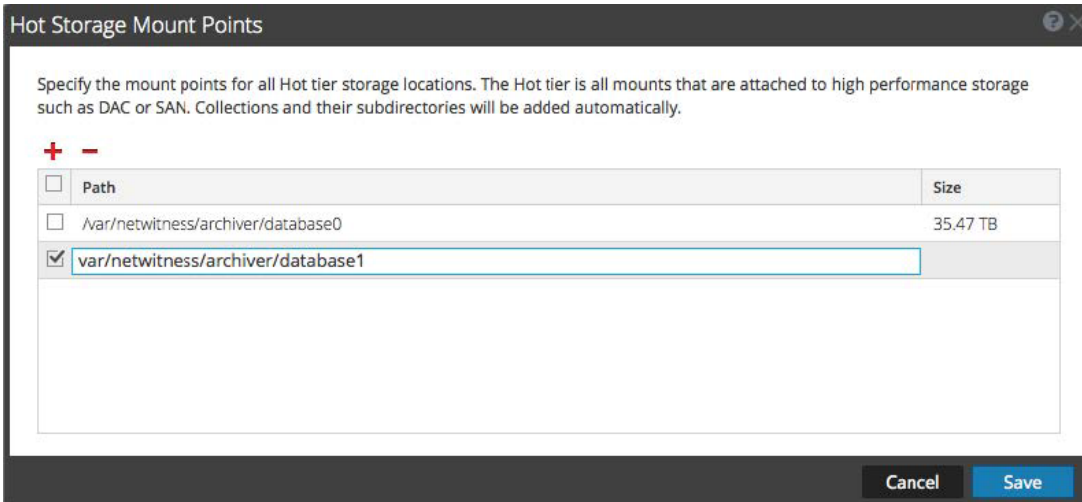 Hot Storage Mount Points
Specify the mount points for all Hot tier storage locations. The Hot tier is all mounts that are attached to high performance storage
such as DAC or SAN. Collections and their subdirectories will be added automatically.
Path Size
/var/netwitness/archiver/database0 35.47 TB
var/netwitness/archiver/database1
Cancel Save